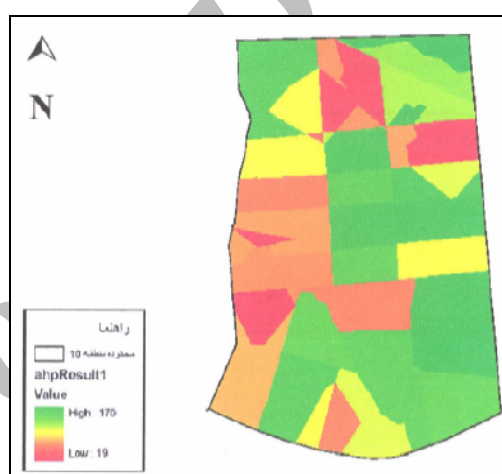 N
راهنما
محدوده منطقه 10
ahpResult1
Value
High : 170
Low : 19